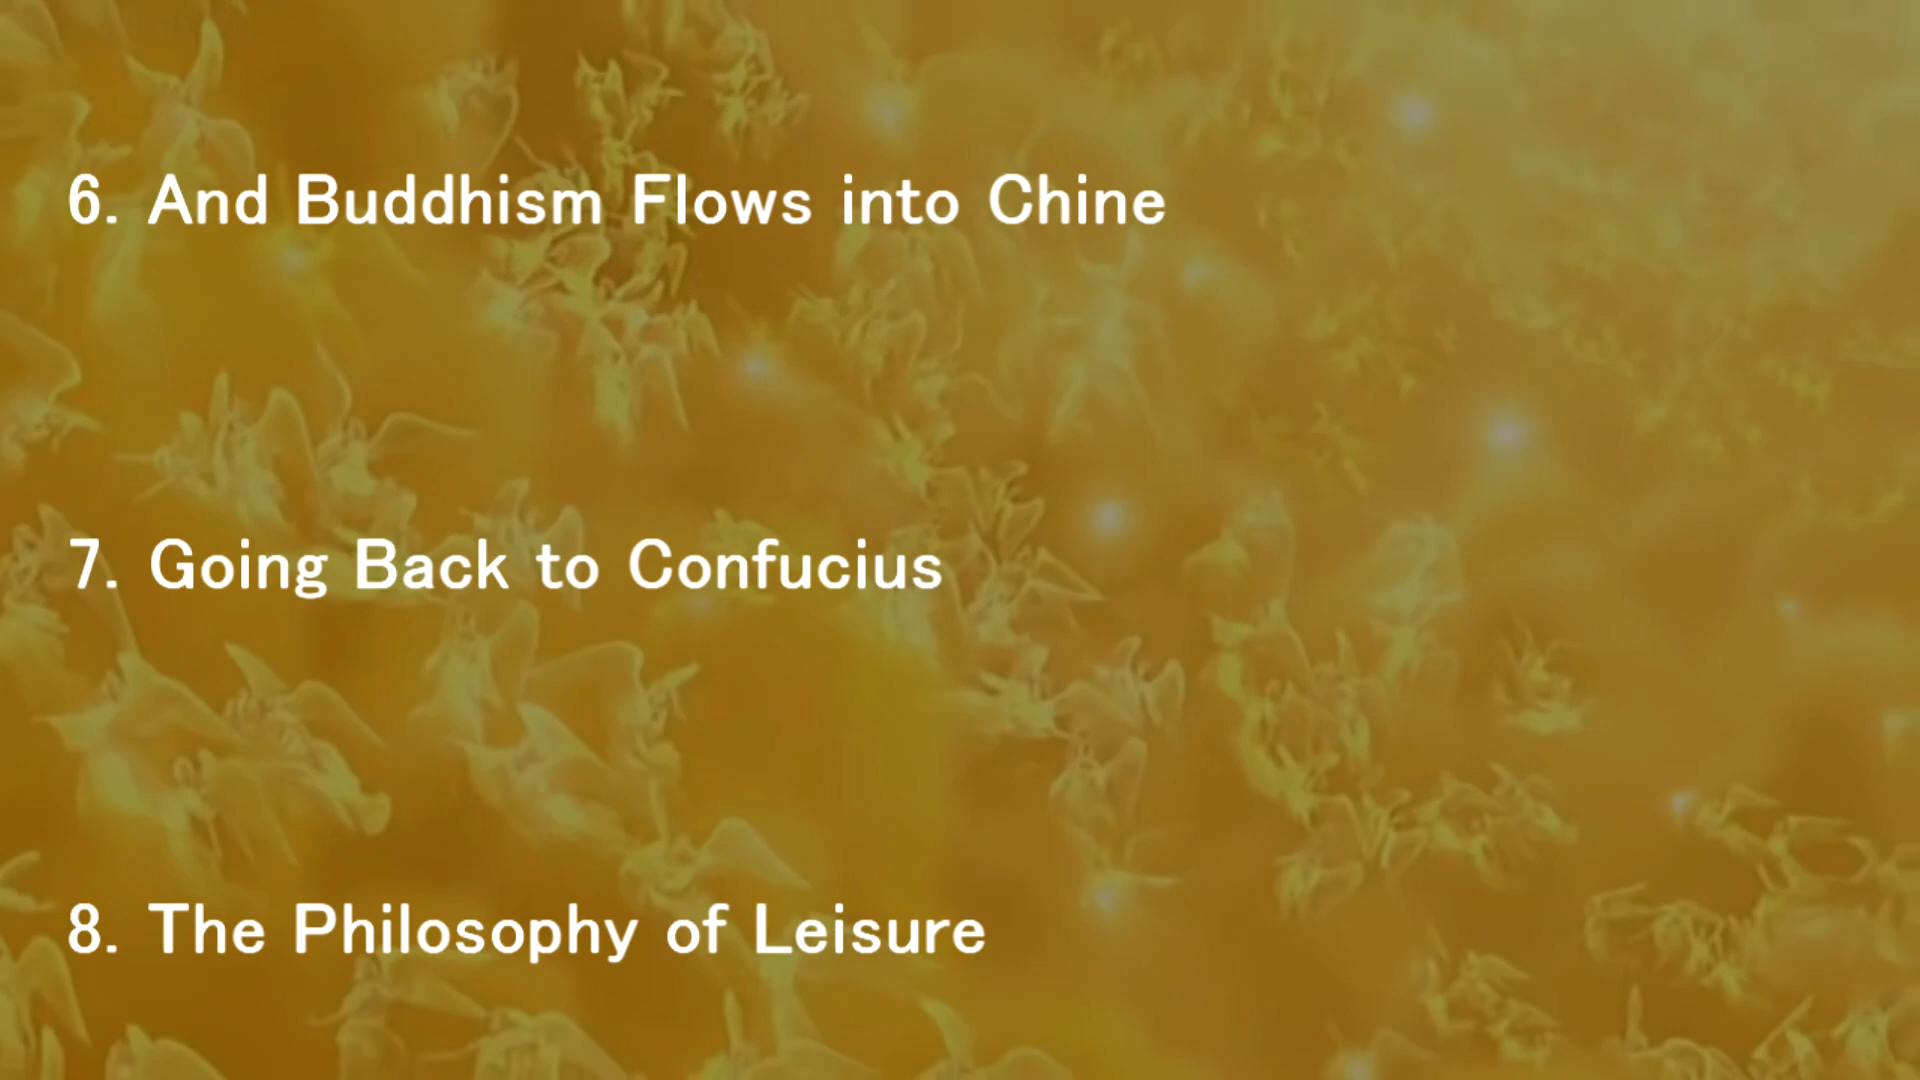 6. And Buddhism Flows into Chine
7. Going Back to Confucius
8. The Philosophy of Leisure